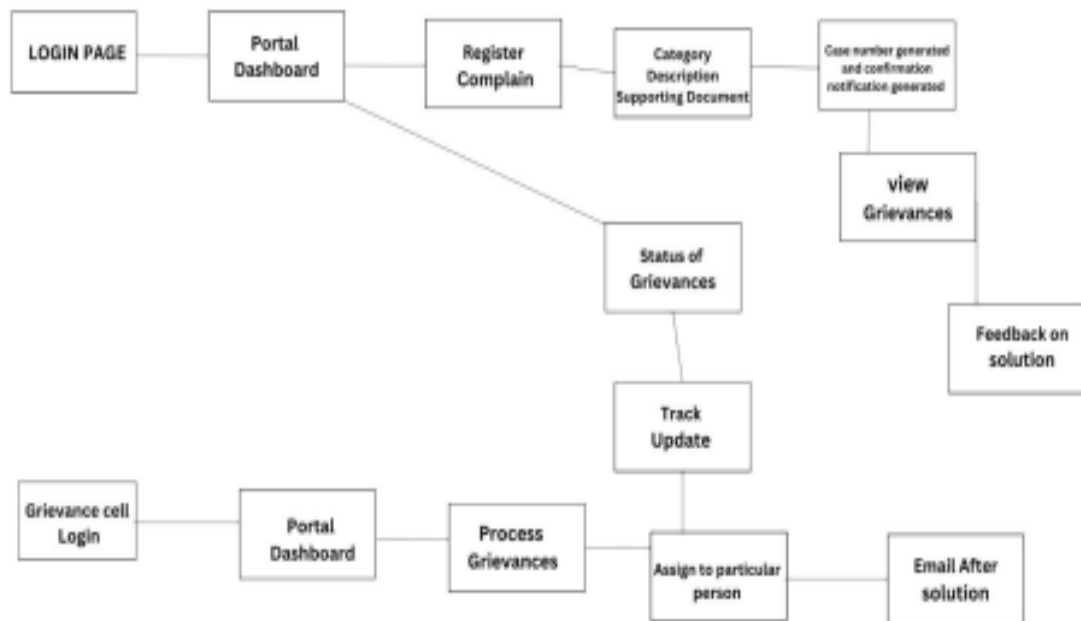 LOGIN PAGE
Portal
Dashboard
Register
Complain
Category
Description
Supporting Document
Case number generated
and confirmation
notification generated
view
Grievances
Status of
Grievances
Feedback on
solution
Track
Update
Grievance cell
Login
Portal
Dashboard
Process
Grievances
Assign to particular
person
Email After
solution